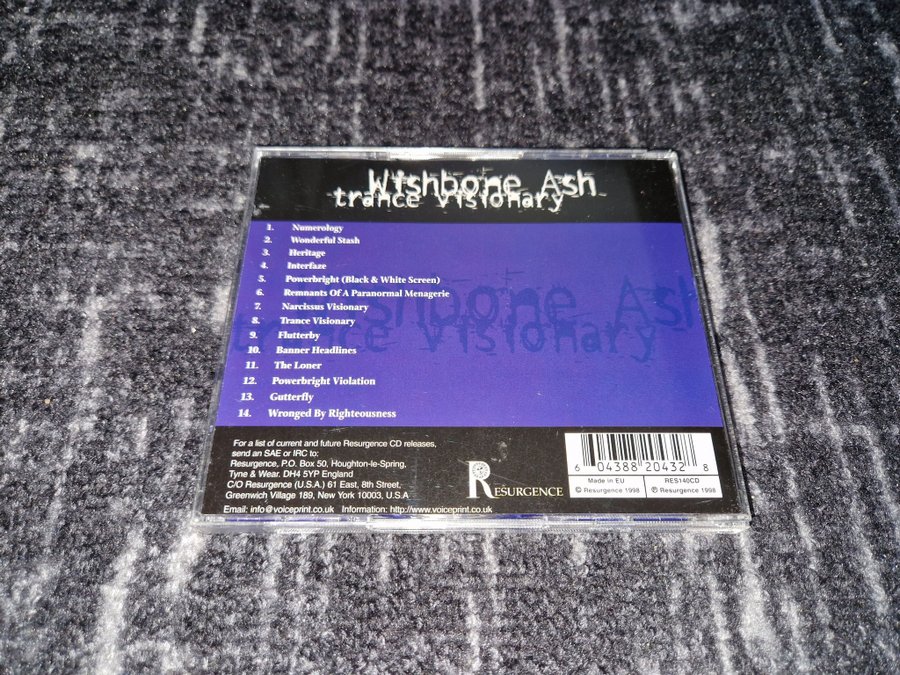 Wishbone Ash
trance visionary
1. Numerology
2. Wonderful Stash
3. Heritage
4. Interfaze
5. Powerbright (Black & White Screen)
6. Remnants Of A Paranormal Menagerie
7. Narcissus Visionary
8. Trance Visionary
9. Flutterby
10. Banner Headlines
11. The Loner
12. Powerbright Violation
13. Gutterfly
14. Wronged By Righteousness
Wishbone Ash
trance visionary
For a list of current and future Resurgence CD releases,
send an SAE or IRC to:
Resurgence, P.O. Box 50, Houghton-le-Spring,
Tyne & Wear. DH4 5YP England
C/O Resurgence (U.S.A.) 61 East, 8th Street,
Greenwich Village 189, New York 10003, U.S.A
Email: info@voiceprint.co.uk Information: http://www.voiceprint.co.uk
RESURGENCE
6 04388 20432 8
Made in EU RES140CD
© Resurgence 1998 ℗ Resurgence 1998